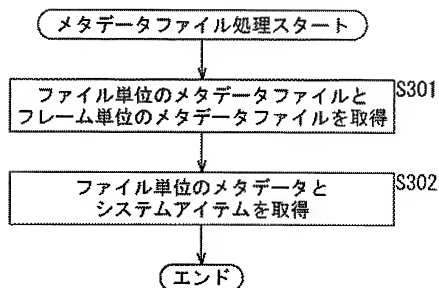 メタデータファイル処理スタート
S301
ファイル単位のメタデータファイルと
フレーム単位のメタデータファイルを取得
S302
ファイル単位のメタデータと
システムアイテムを取得
エンド